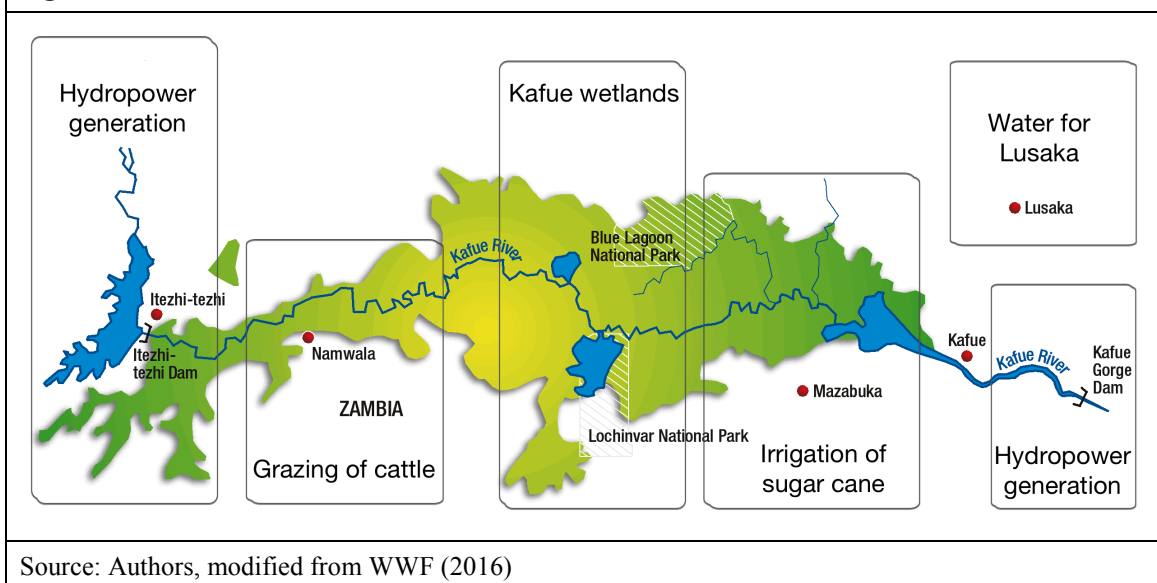 Hydropower
generation
Kafue wetlands
Water for
Lusaka
Lusaka
Kafue River
Blue Lagoon
National Park
Itezhi-tezhi
Itezhi-
tezhi Dam
Namwala
Kafue
Kafue River
Kafue
Gorge
Dam
Mazabuka
ZAMBIA
Lochinvar National Park
Grazing of cattle
Irrigation of
sugar cane
Hydropower
generation
Source: Authors, modified from WWF (2016)